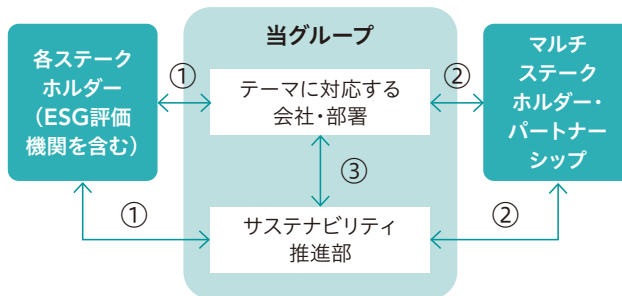 当グループ
各ステーク
ホルダー
（ESG評価
機関を含む）
①
テーマに対応する
会社・部署
②
マルチ
ステーク
ホルダー・
パートナー
シップ
③
①
サステナビリティ
推進部
②